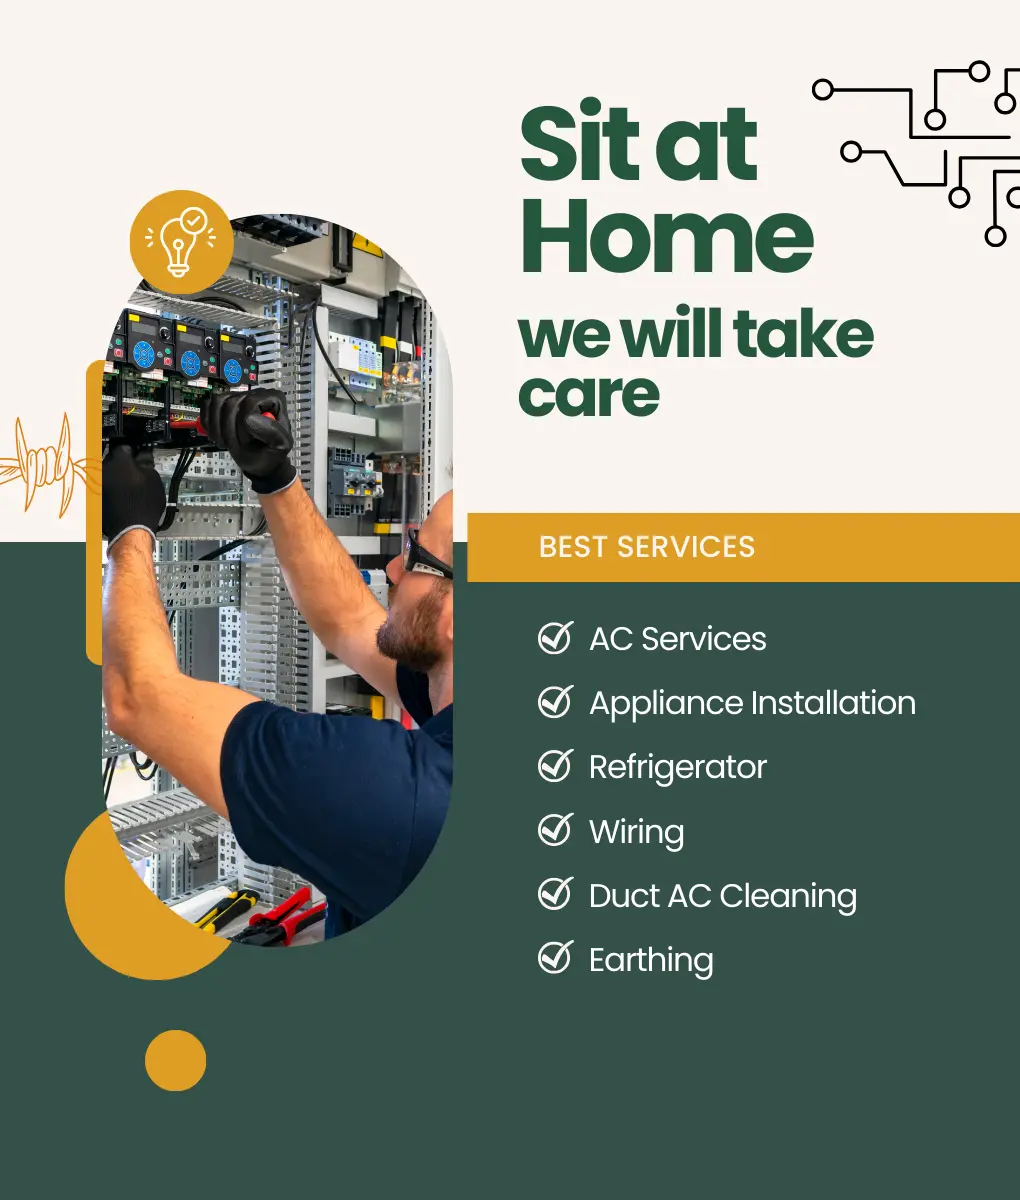 Sit at
Home
we will take
care
BEST SERVICES
AC Services
Appliance Installation
Refrigerator
Wiring
Duct AC Cleaning
Earthing